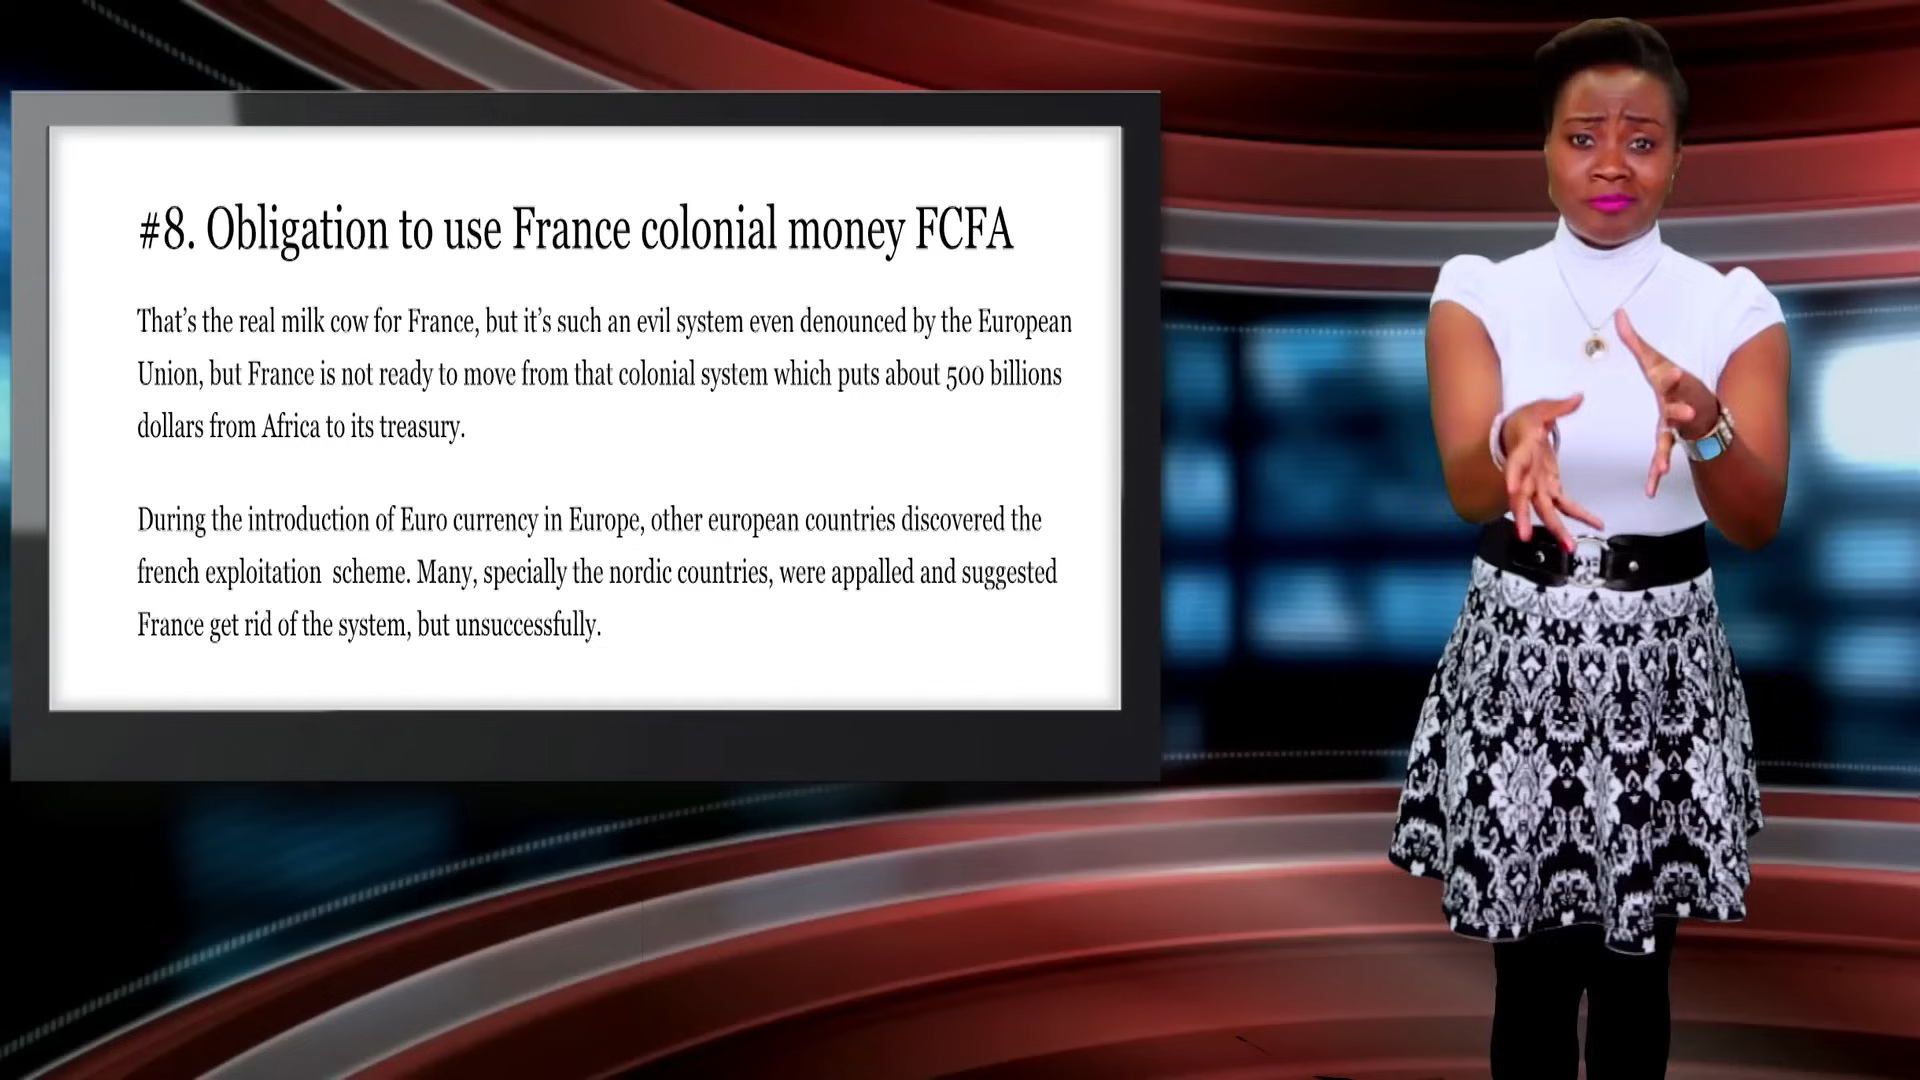 #8. Obligation to use France colonial money FCFA
That's the real milk cow for France, but it's such an evil system even denounced by the European
Union, but France is not ready to move from that colonial system which puts about 500 billions
dollars from Africa to its treasury.
During the introduction of Euro currency in Europe, other european countries discovered the
french exploitation  scheme. Many, specially the nordic countries, were appalled and suggested
France get rid of the system, but unsuccessfully.